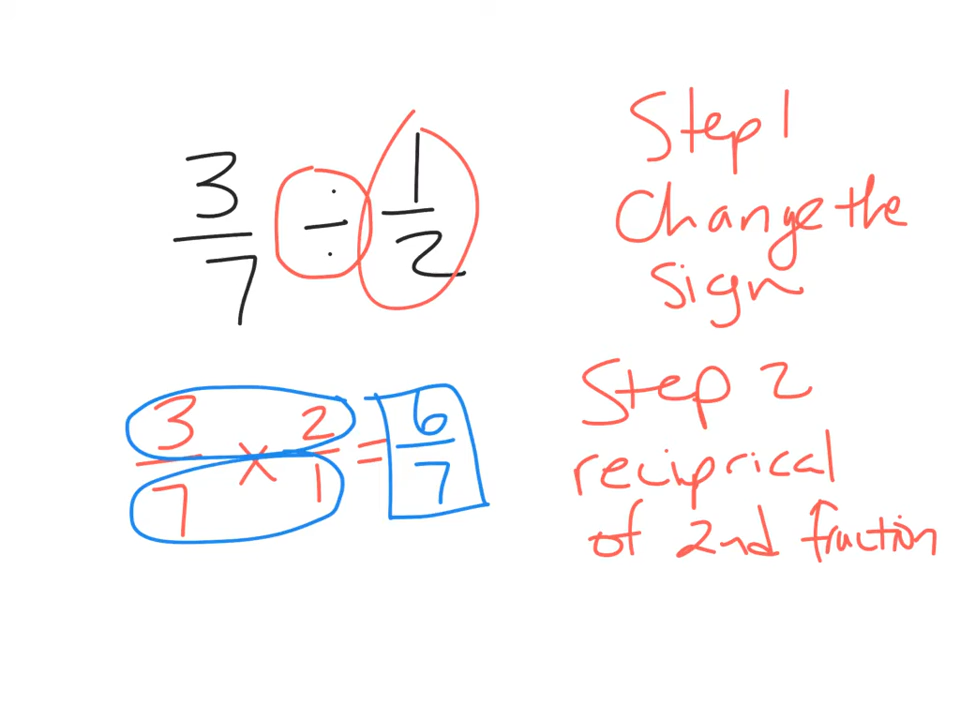 3/7 ÷ 1/2
Step 1
Change the
Sign
3/7 × 2/1 = 6/7
Step 2
reciprical
of 2nd fraction